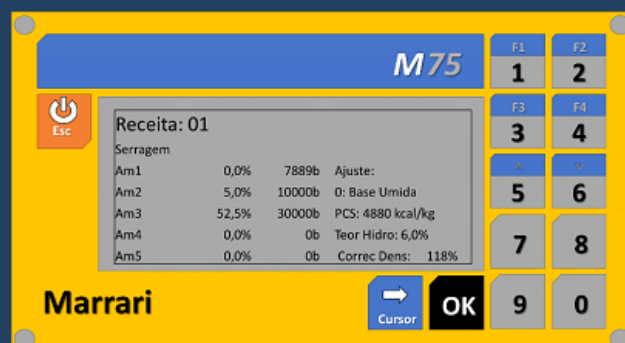 M75
F1
1
F2
2
Esc
F3
3
F4
4
Receita: 01
Serragem
Am1 0,0% 7889b Ajuste:
Am2 5,0% 10000b 0: Base Umida
Am3 52,5% 30000b PCS: 4880 kcal/kg
Am4 0,0% 0b Teor Hidro: 6,0%
Am5 0,0% 0b Correc Dens: 118%
5
6
7
8
Marrari
Cursor
OK
9
0